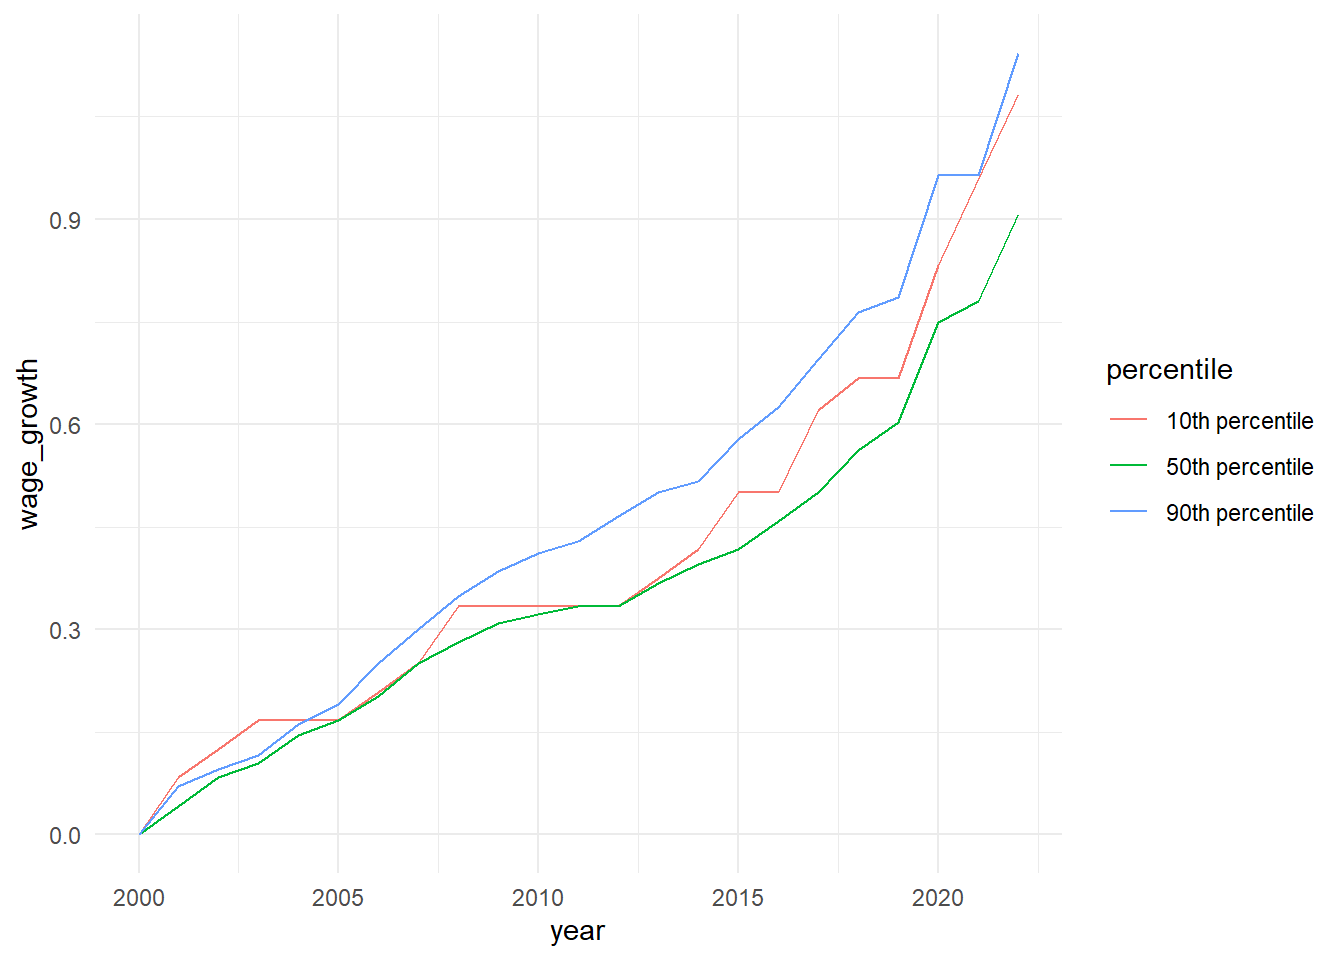 wage_growth
0.9
0.6
0.3
0.0
2000 2005 2010 2015 2020
year
percentile
10th percentile
50th percentile
90th percentile